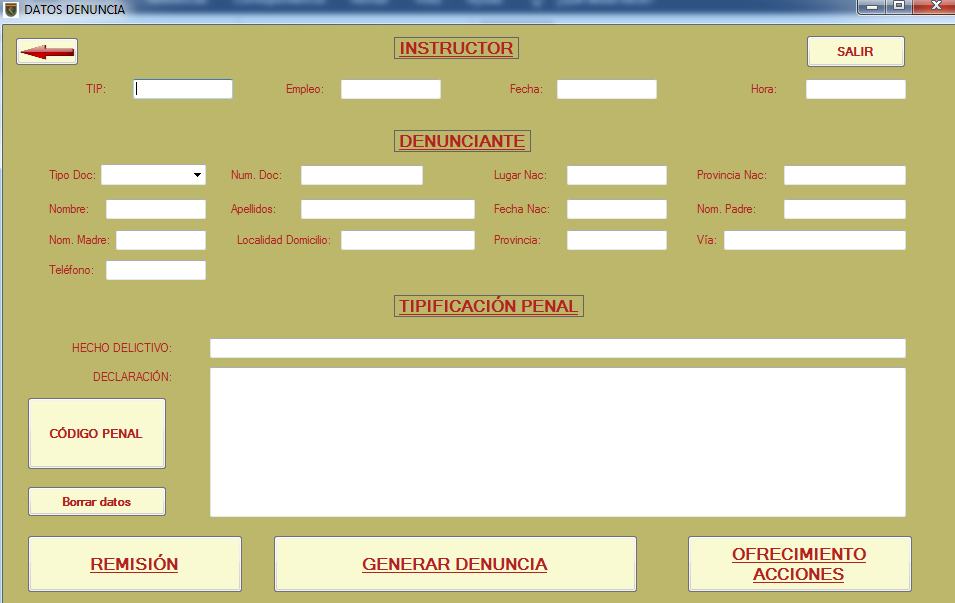 DATOS DENUNCIA
INSTRUCTOR
SALIR
TIP: Empleo: Fecha: Hora:
DENUNCIANTE
Tipo Doc: Num. Doc: Lugar Nac: Provincia Nac:
Nombre: Apellidos: Fecha Nac: Nom. Padre:
Nom. Madre: Localidad Domicilio: Provincia: Vía:
Teléfono:
TIPIFICACIÓN PENAL
HECHO DELICTIVO:
DECLARACIÓN:
CÓDIGO PENAL
Borrar datos
REMISIÓN
GENERAR DENUNCIA
OFRECIMIENTO
ACCIONES